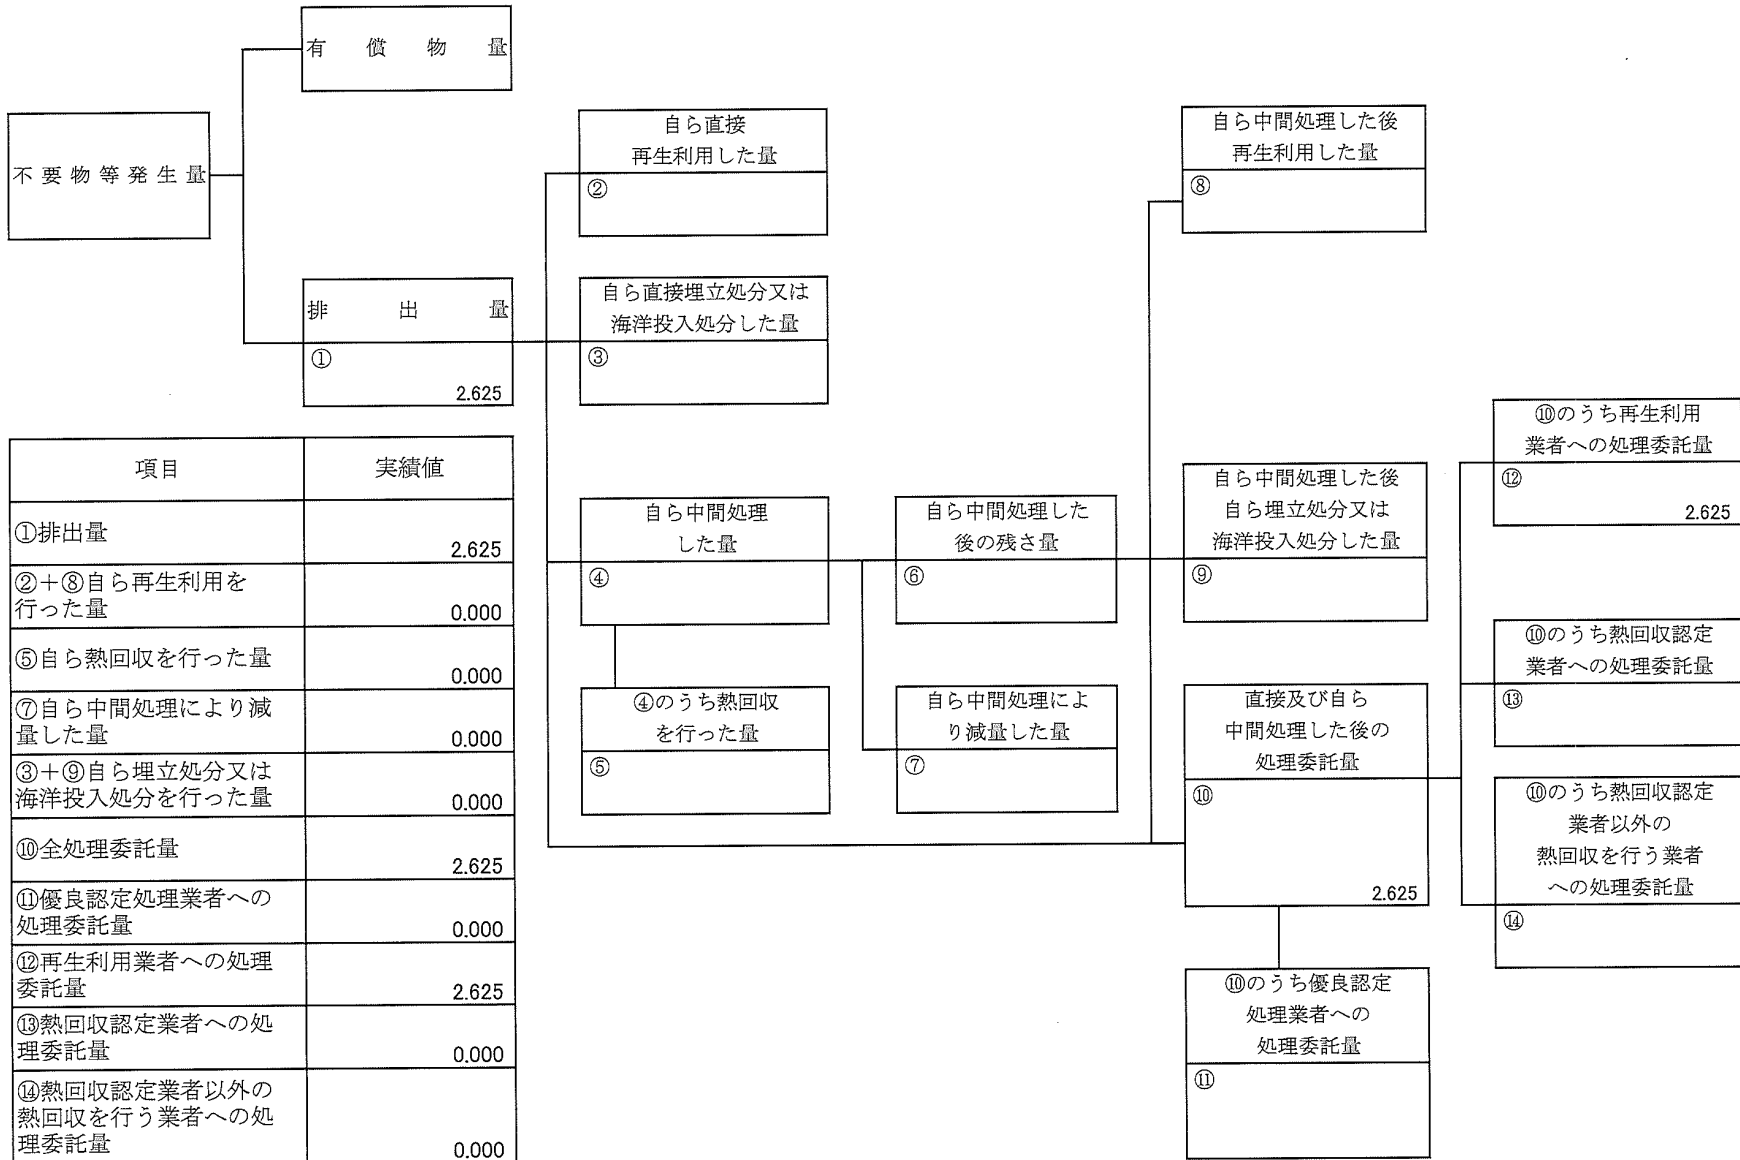 有償物量
不要物等発生量
排出量
①
2.625
自ら直接
再生利用した量
②
自ら直接埋立処分又は
海洋投入処分した量
③
自ら中間処理した後
再生利用した量
⑧
項目 実績値
①排出量 2.625
②＋⑧自ら再生利用を
行った量 0.000
⑤自ら熱回収を行った量 0.000
⑦自ら中間処理により減
量した量 0.000
③＋⑨自ら埋立処分又は
海洋投入処分を行った量 0.000
⑩全処理委託量 2.625
⑪優良認定処理業者への
処理委託量 0.000
⑫再生利用業者への処理
委託量 2.625
⑬熱回収認定業者への処
理委託量 0.000
⑭熱回収認定業者以外の
熱回収を行う業者への処
理委託量 0.000
自ら中間処理
した量
④
④のうち熱回収
を行った量
⑤
自ら中間処理した
後の残さ量
⑥
自ら中間処理によ
り減量した量
⑦
自ら中間処理した後
自ら埋立処分又は
海洋投入処分した量
⑨
直接及び自ら
中間処理した後の
処理委託量
⑩
2.625
⑩のうち優良認定
処理業者への
処理委託量
⑪
⑩のうち再生利用
業者への処理委託量
⑫
2.625
⑩のうち熱回収認定
業者への処理委託量
⑬
⑩のうち熱回収認定
業者以外の
熱回収を行う業者
への処理委託量
⑭